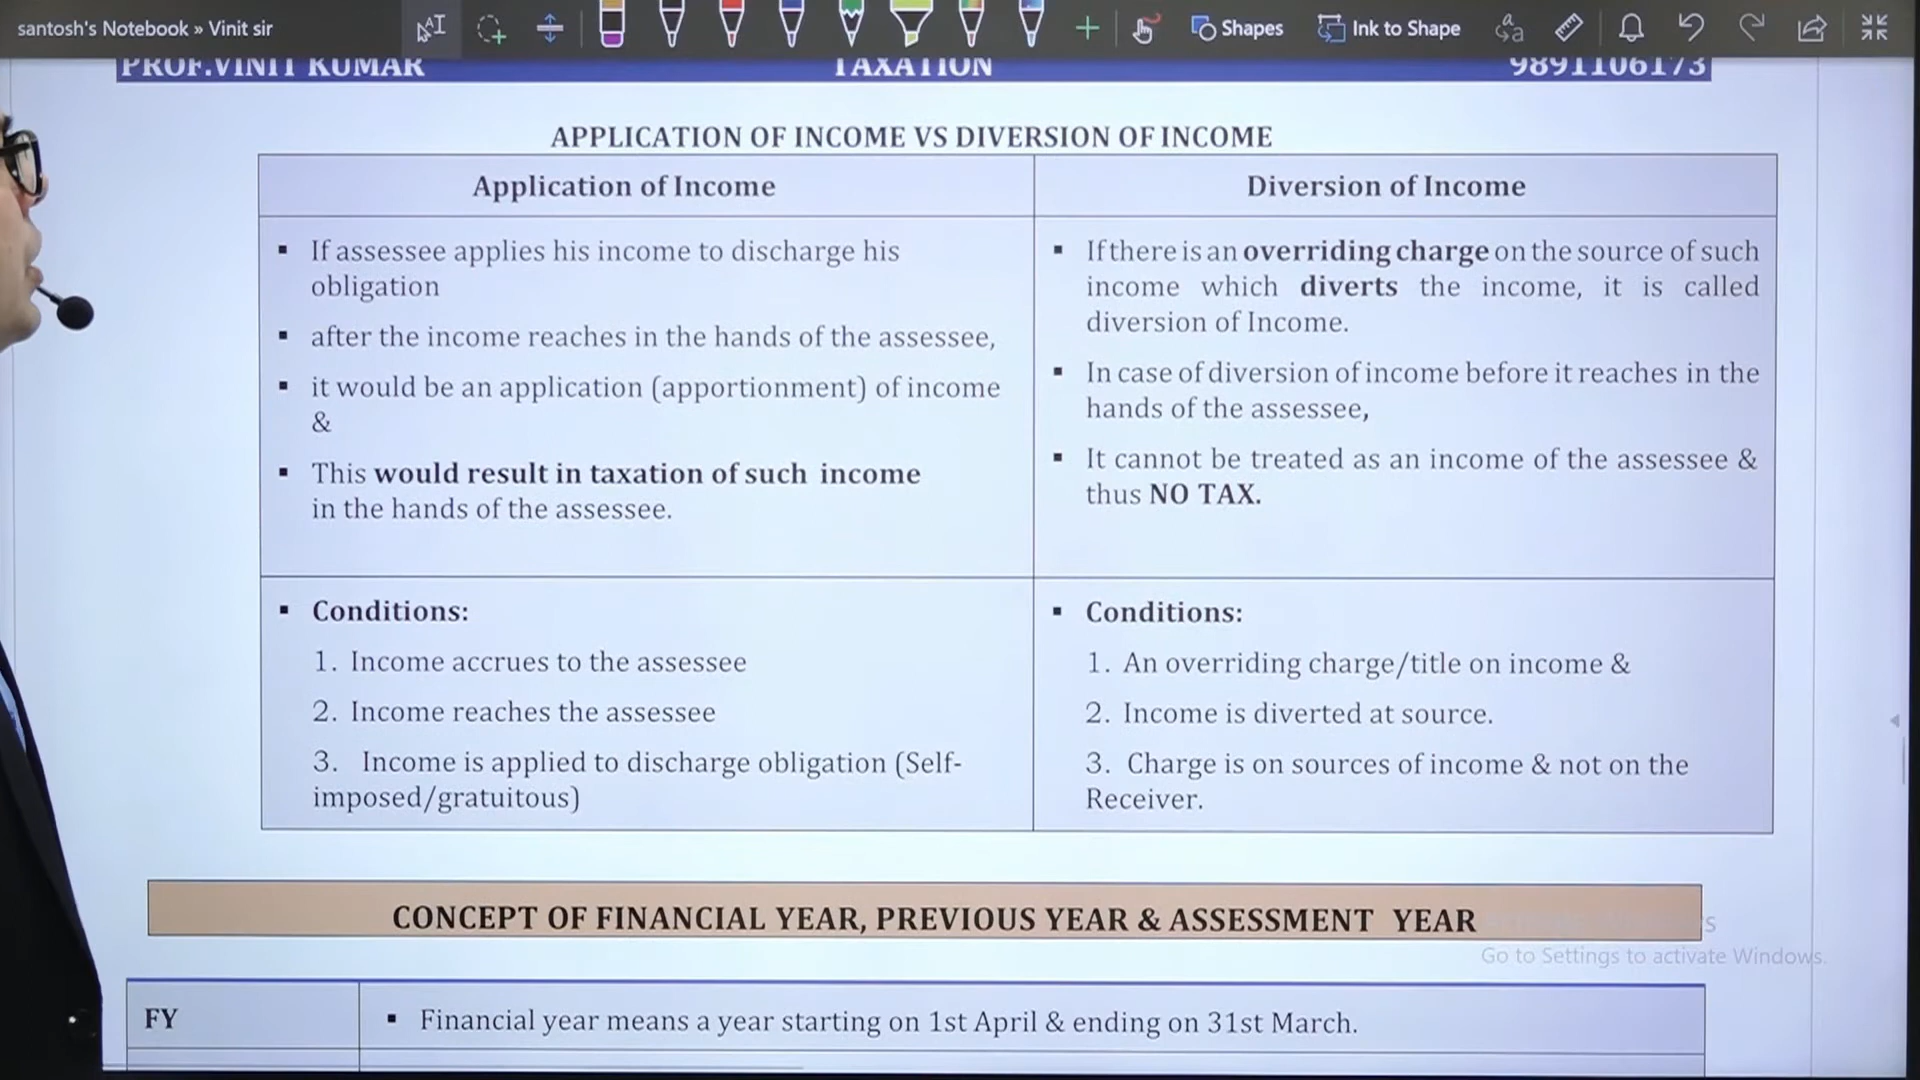 santosh's Notebook » Vinit sir
Shapes
Ink to Shape
PROF.VINIT KUMAR TAXATION 9891106173
APPLICATION OF INCOME VS DIVERSION OF INCOME
Application of Income
Diversion of Income
▪ If assessee applies his income to discharge his
obligation
▪ after the income reaches in the hands of the assessee,
▪ it would be an application (apportionment) of income
&
▪ This would result in taxation of such income
in the hands of the assessee.
▪ If there is an overriding charge on the source of such
income which diverts the income, it is called
diversion of Income.
▪ In case of diversion of income before it reaches in the
hands of the assessee,
▪ It cannot be treated as an income of the assessee &
thus NO TAX.
▪ Conditions:
1. Income accrues to the assessee
2. Income reaches the assessee
3. Income is applied to discharge obligation (Self-
imposed/gratuitous)
▪ Conditions:
1. An overriding charge/title on income &
2. Income is diverted at source.
3. Charge is on sources of income & not on the
Receiver.
CONCEPT OF FINANCIAL YEAR, PREVIOUS YEAR & ASSESSMENT YEAR
Go to Settings to activate Windows.
FY
▪ Financial year means a year starting on 1st April & ending on 31st March.